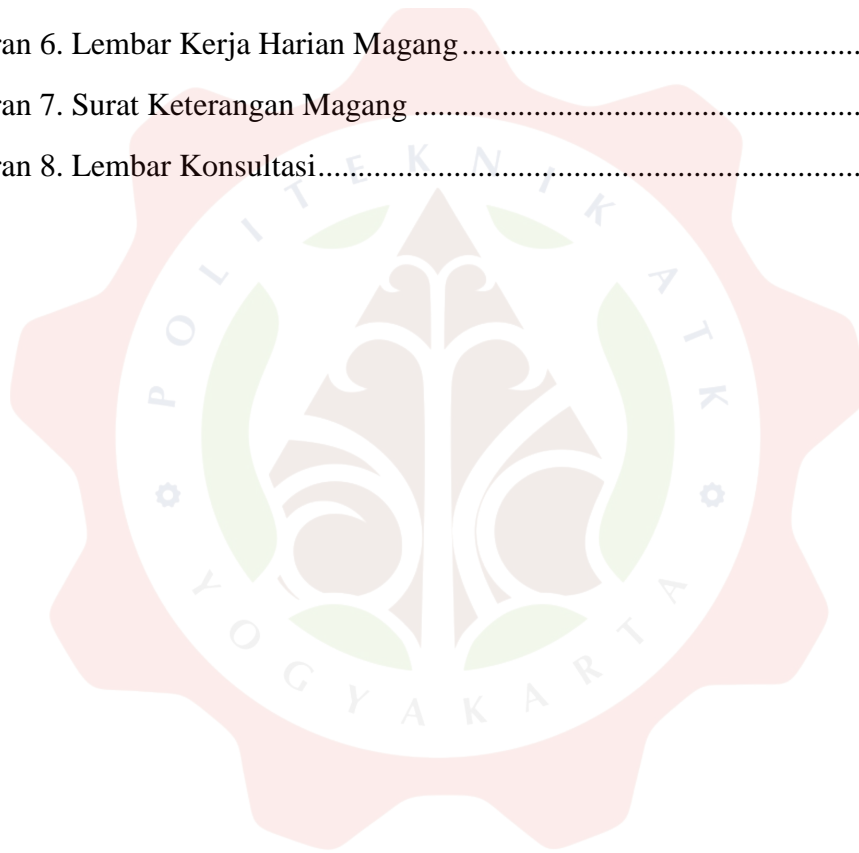 ran 6. Lembar Kerja Harian Magang.......................................................
ran 7. Surat Keterangan Magang.............................................................
ran 8. Lembar Konsultasi.........................................................................
POLITEKNIK ATK
YOGYAKARTA